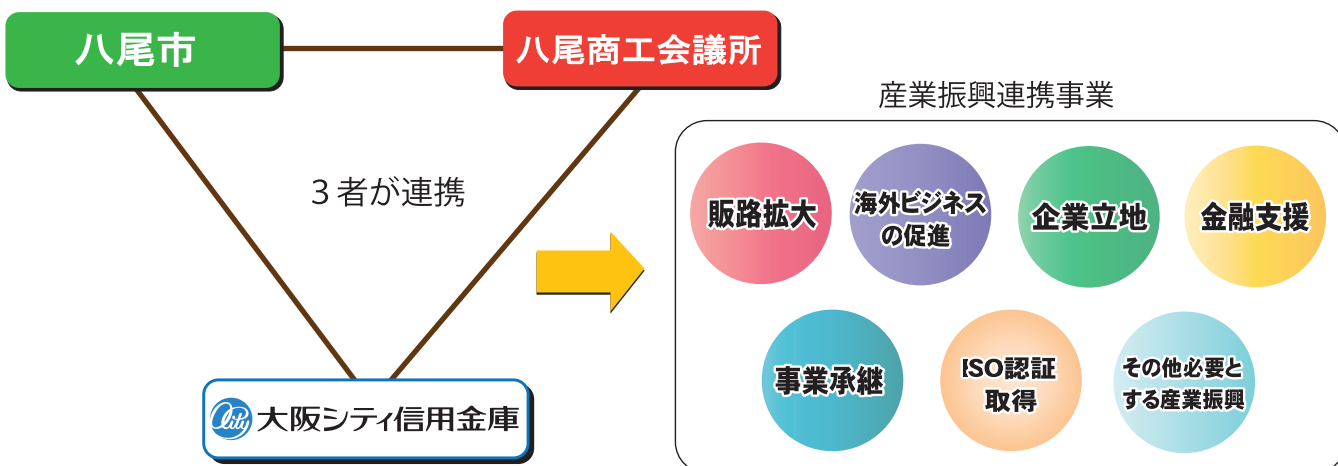 八尾市
八尾商工会議所
3者が連携
City
大阪シティ信用金庫
産業振興連携事業
販路拡大
海外ビジネス
の促進
企業立地
金融支援
事業承継
ISO認証
取得
その他必要と
する産業振興